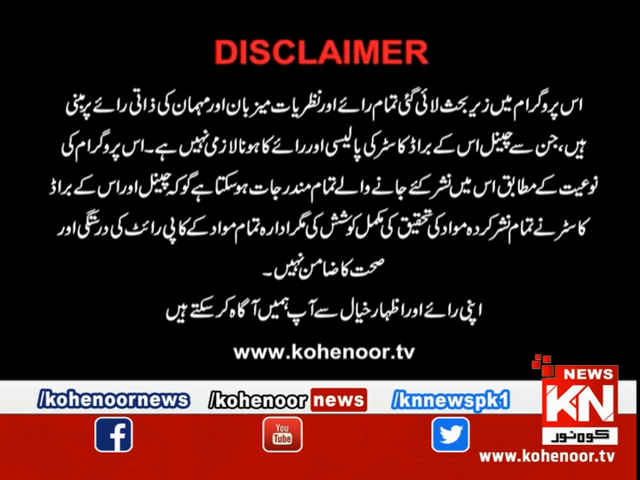 DISCLAIMER
اس پروگرام میں زیر بحث لائی گئی تمام رائے اور نظریات میزبان اور مہمان کی ذاتی رائے پر مبنی
ہیں، جن سے چینل اس کے براڈ کاسٹر کی پالیسی اور رائے کا ہونا لازمی نہیں ہے۔ اس پروگرام کی
نوعیت کے مطابق اس میں نشر کئے جانے والے تمام مندرجات ہو سکتا ہے گو کہ چینل اور اس کے براڈ
کاسٹر نے تمام نشر کردہ مواد کی تحقیق کی مکمل کوشش کی مگر ادارہ تمام مواد کے کاپی رائٹ کی درستگی اور
صحت کا ضامن نہیں۔
اپنی رائے اور اظہار خیال سے آپ ہمیں آگاہ کر سکتے ہیں
www.kohenoor.tv
/kohenoornews
/kohenoor news
/knnewspk1
You
Tube
NEWS
KN
کوہ نور
www.kohenoor.tv